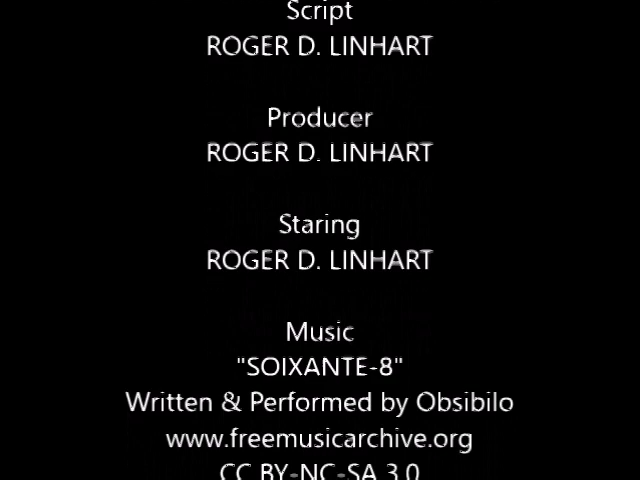 Script
ROGER D. LINHART
Producer
ROGER D. LINHART
Staring
ROGER D. LINHART
Music
"SOIXANTE-8"
Written & Performed by Obsibilo
www.freemusicarchive.org
CC BY-NC-SA 3.0